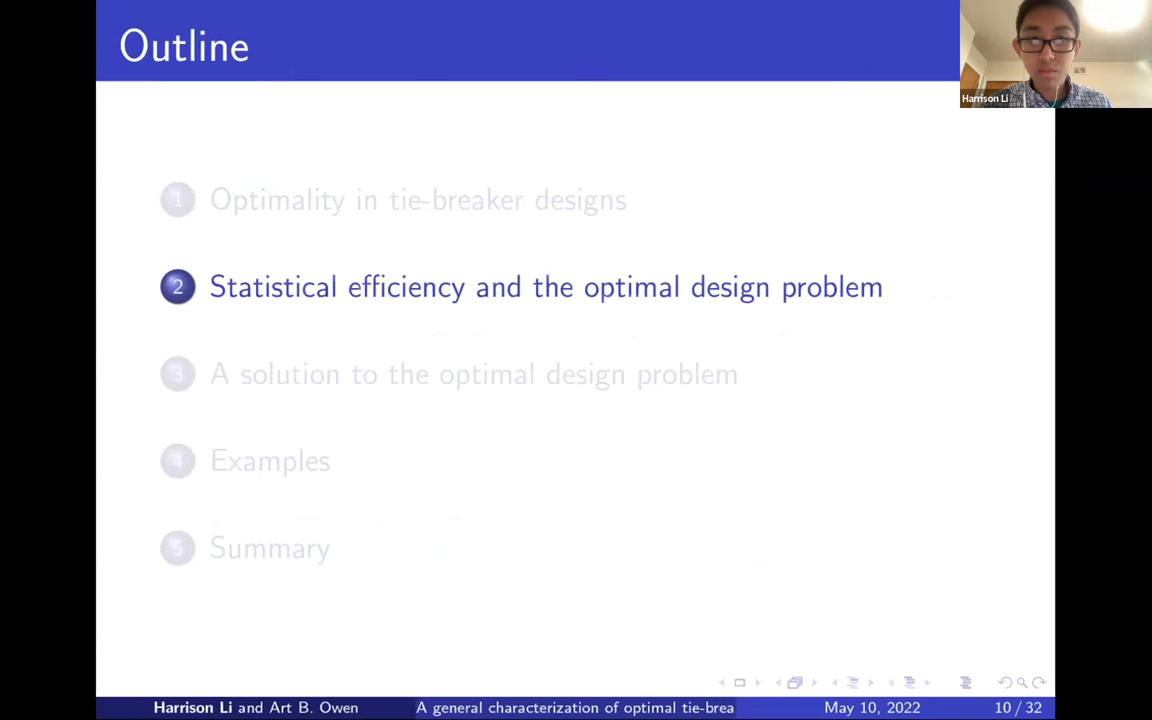 Outline
Harrison Li
1 Optimality in tie-breaker designs
2 Statistical efficiency and the optimal design problem
3 A solution to the optimal design problem
4 Examples
5 Summary
Harrison Li and Art B. Owen A general characterization of optimal tie-brea May 10, 2022 10 / 32